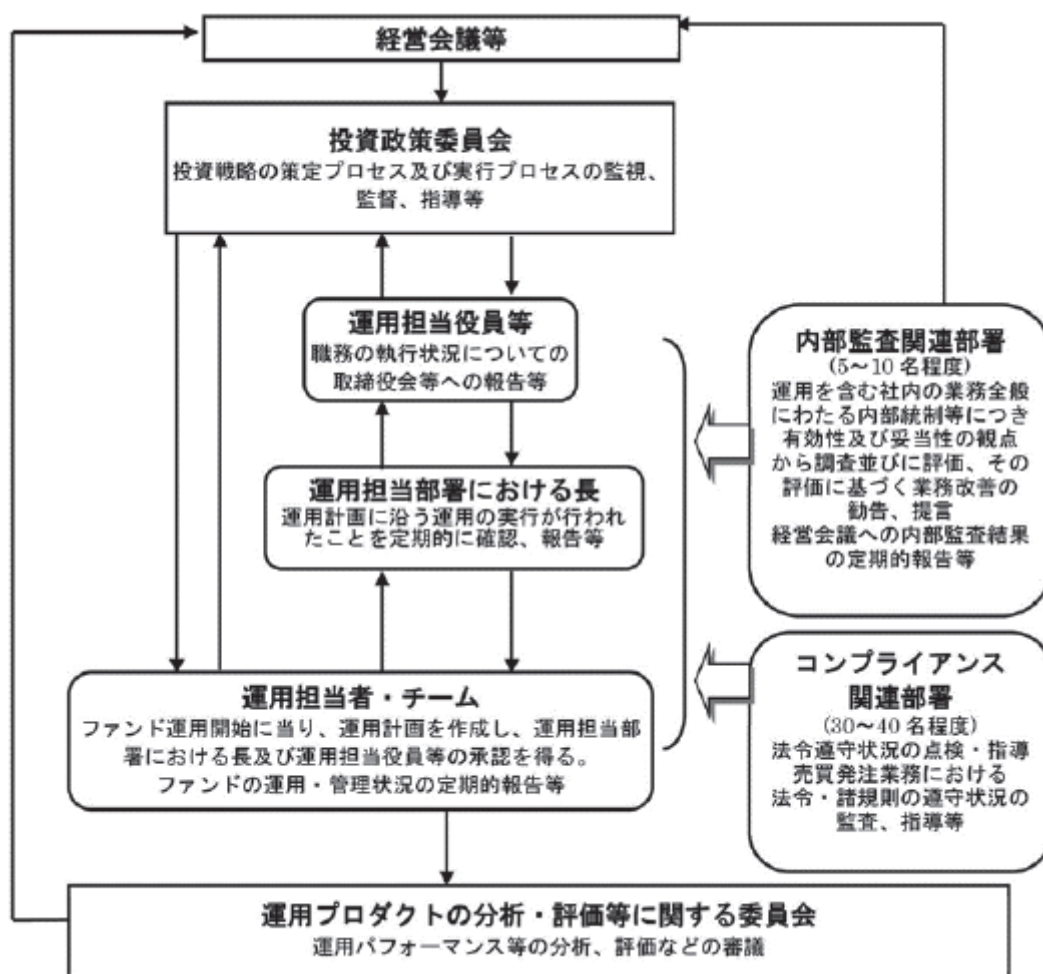 経営会議等
投資政策委員会
投資戦略の策定プロセス及び実行プロセスの監視、
監督、指導等
運用担当役員等
職務の執行状況についての
取締役会等への報告等
運用担当部署における長
運用計画に沿う運用の実行が行われ
たことを定期的に確認、報告等
運用担当者・チーム
ファンド運用開始に当り、運用計画を作成し、運用担当部
署における長及び運用担当役員等の承認を得る。
ファンドの運用・管理状況の定期的報告等
内部監査関連部署
(5～10 名程度)
運用を含む社内の業務全般
にわたる内部統制等につき
有効性及び妥当性の観点
から調査並びに評価、その
評価に基づく業務改善の
勧告、提言
経営会議への内部監査結果
の定期的報告等
コンプライアンス
関連部署
(30～40 名程度)
法令遵守状況の点検・指導
売買発注業務における
法令・諸規則の遵守状況の
監査、指導等
運用プロダクトの分析・評価等に関する委員会
運用パフォーマンス等の分析、評価などの審議